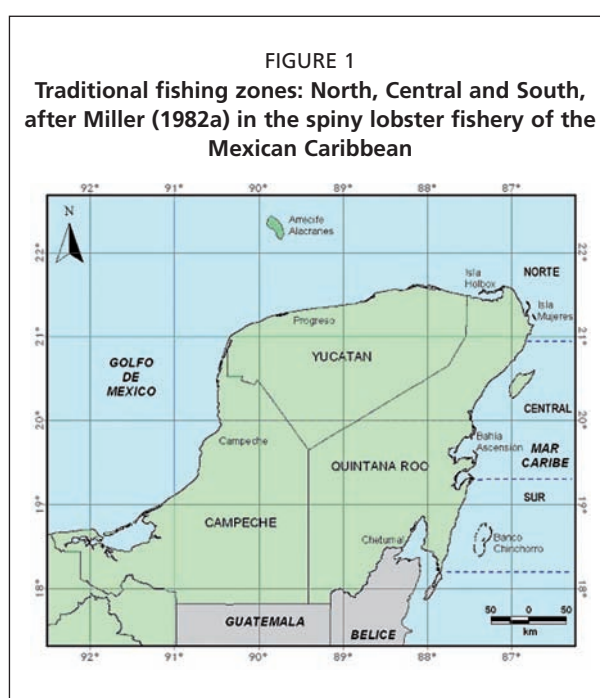 FIGURE 1
Traditional fishing zones: North, Central and South,
after Miller (1982a) in the spiny lobster fishery of the
Mexican Caribbean
92°
91°
90°
89°
88°
87°
N
Arrecife
Alacranes
22°
22°
Isla
Holbox
NORTE
Isla
Mujeres
Progreso
21°
21°
YUCATAN
GOLFO
DE
MEXICO
20°
20°
CENTRAL
Campeche
Bahia
Ascensión
MAR
CARIBE
QUINTANA ROO
19°
19°
SUR
CAMPECHE
Chetumal
Banco
Chinchorro
18°
18°
50 0 50
km
GUATEMALA
BELICE
92°
91°
90°
89°
88°
87°